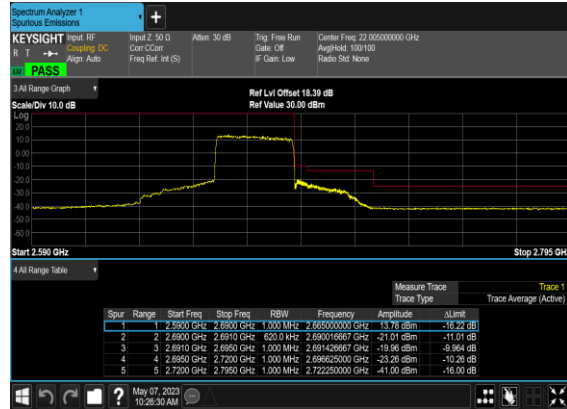 Spectrum Analyzer 1
Spurious Emissions
+
KEYSIGHT Input: RF Input Z: 50 Ω Atten: 30 dB Trig: Free Run Center Freq: 22.005000000 GHz
R T Coupling: DC Corr CCorr Gate: Off Avg|Hold: 100/100
Align: Auto Freq Ref: Int (S) IF Gain: Low Radio Std: None
LW PASS
3 All Range Graph Ref Lvl Offset 18.39 dB
Scale/Div 10.0 dB Ref Value 30.00 dBm
Log
20.0
10.0
0.00
-10.0
-20.0
-30.0
-40.0
-50.0
-60.0
Start 2.590 GHz Stop 2.795 GH
4 All Range Table
Measure Trace Trace 1
Trace Type Trace Average (Active)
Spur Range Start Freq Stop Freq RBW Frequency Amplitude ΔLimit
1 1 2.5900 GHz 2.6900 GHz 1.000 MHz 2.665000000 GHz 13.78 dBm -16.22 dB
2 2 2.6900 GHz 2.6910 GHz 620.0 kHz 2.690016667 GHz -21.01 dBm -11.01 dB
3 3 2.6910 GHz 2.6950 GHz 1.000 MHz 2.691426667 GHz -19.96 dBm -9.964 dB
4 4 2.6950 GHz 2.7200 GHz 1.000 MHz 2.696625000 GHz -23.26 dBm -10.26 dB
5 5 2.7200 GHz 2.7950 GHz 1.000 MHz 2.722250000 GHz -41.00 dBm -16.00 dB
? May 07, 2023
10:26:30 AM